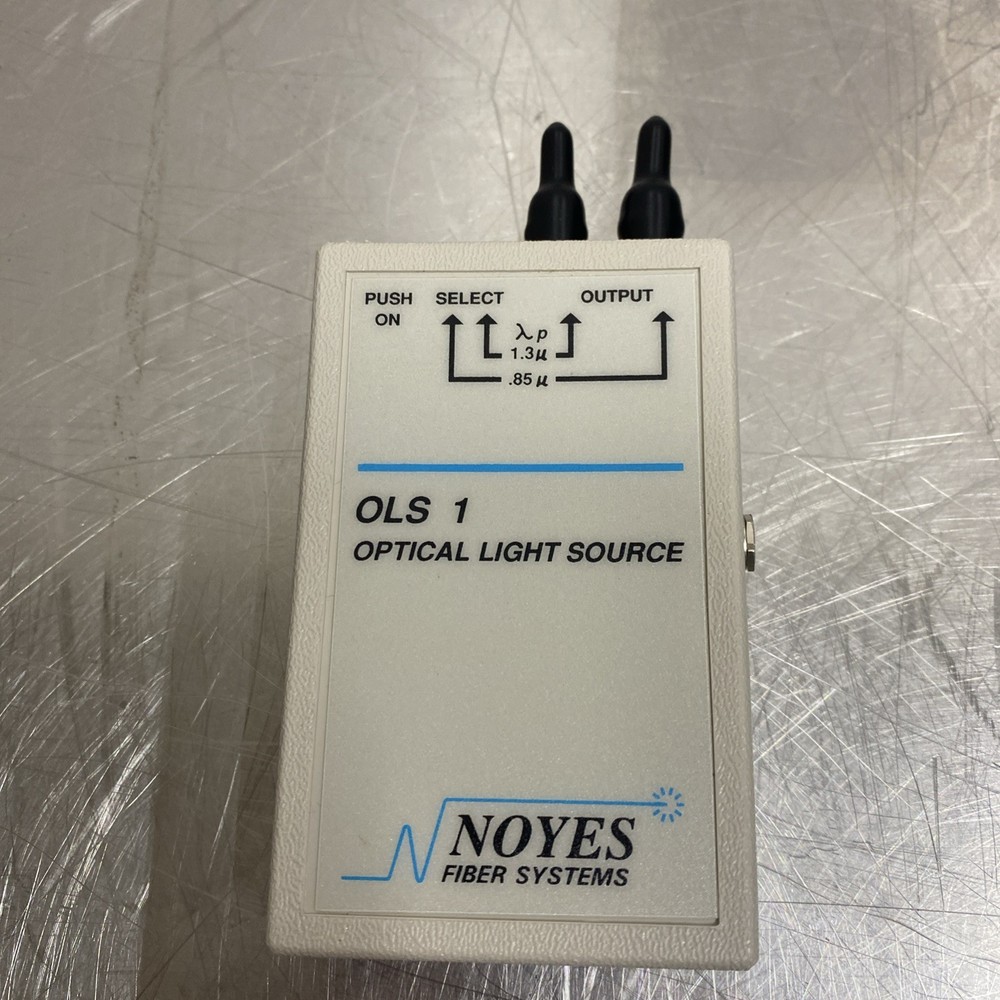 PUSH SELECT OUTPUT
ON
λp
1.3μ
.85μ
OLS 1
OPTICAL LIGHT SOURCE
NOYES
FIBER SYSTEMS